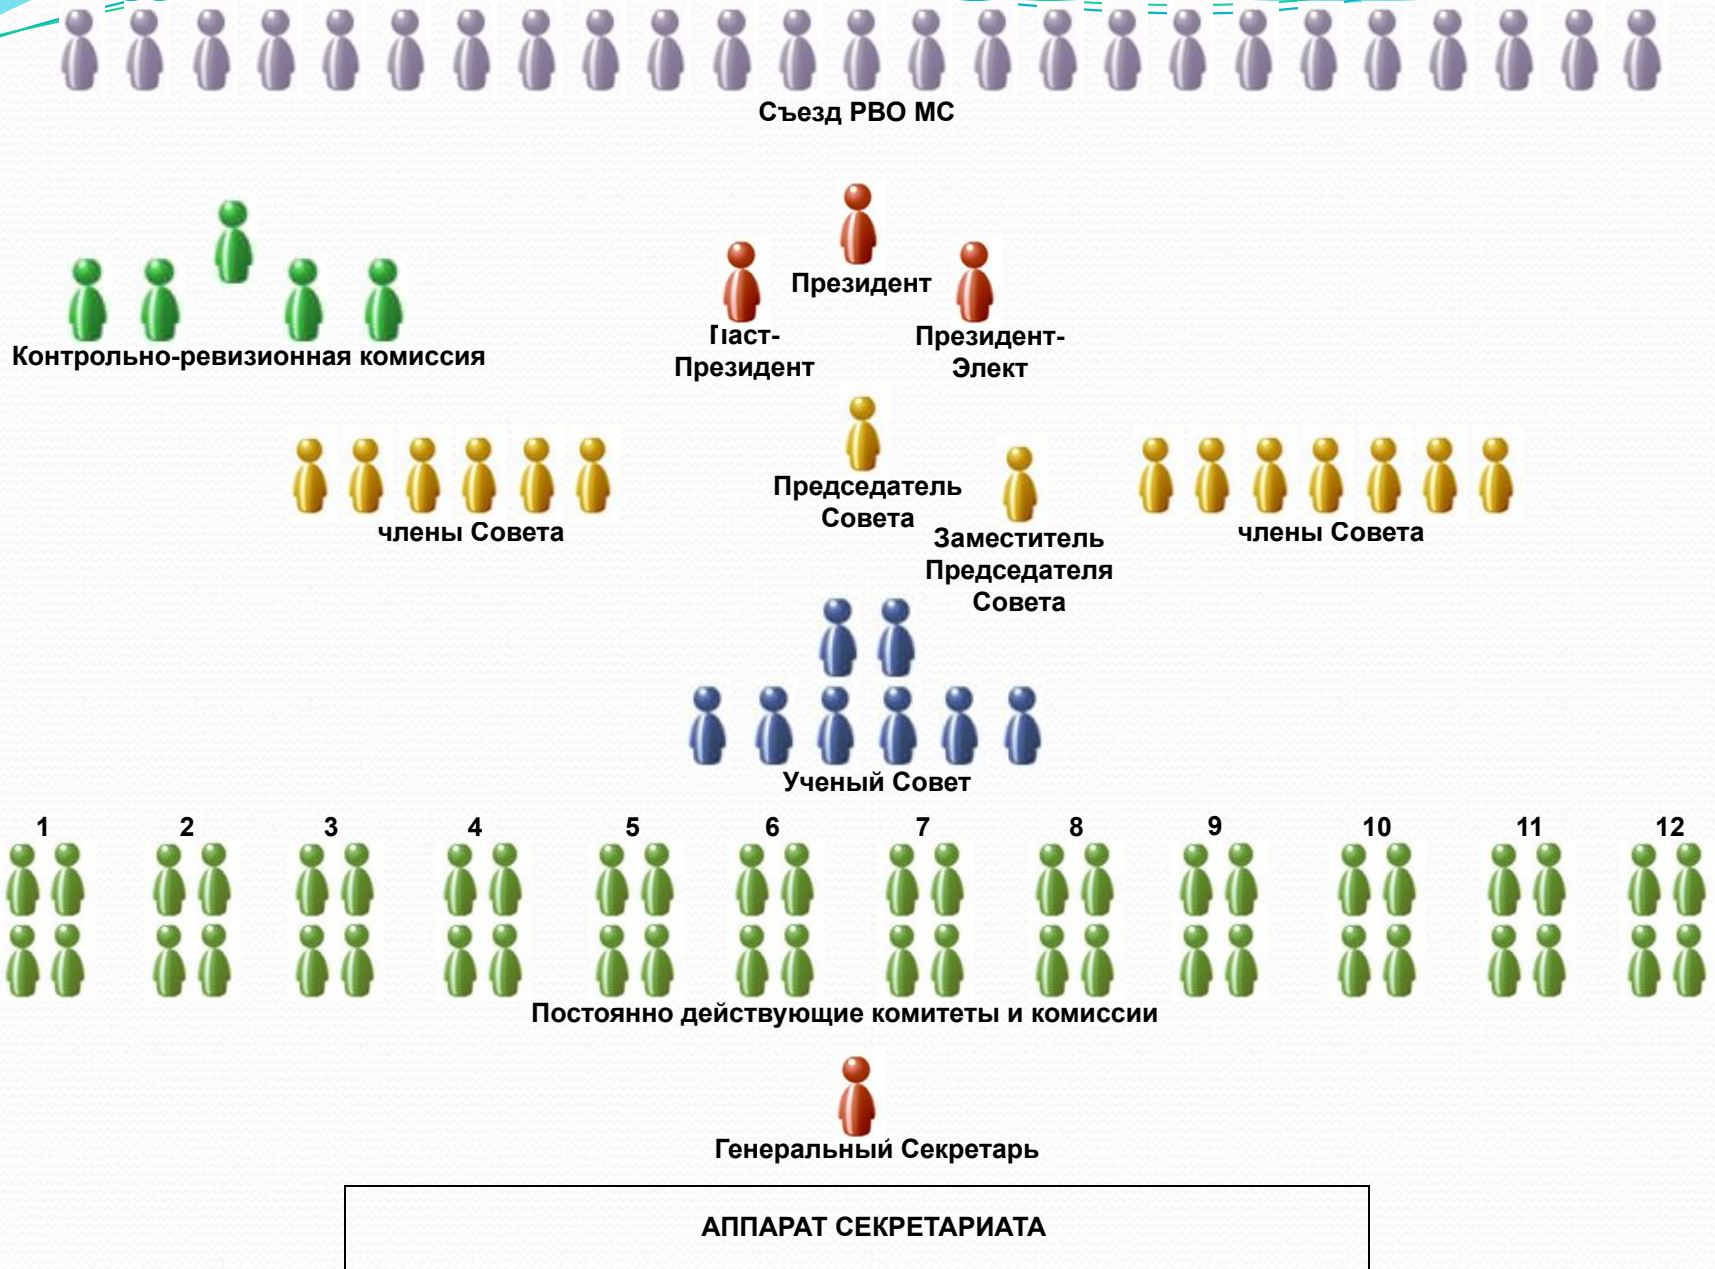 Съезд РВО МС
Президент
Паст-
Президент
Президент-
Элект
Контрольно-ревизионная комиссия
Председатель
Совета
члены Совета
Заместитель
Председателя
Совета
члены Совета
Ученый Совет
1 2 3 4 5 6 7 8 9 10 11 12
Постоянно действующие комитеты и комиссии
Генеральный Секретарь
АППАРАТ СЕКРЕТАРИАТА